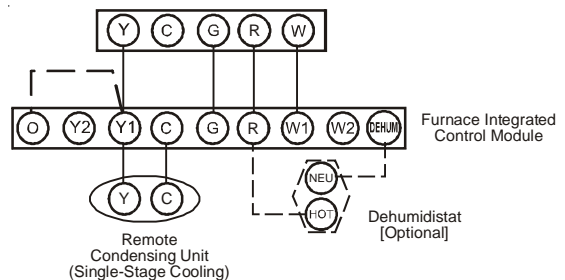 Y C G R W
O Y2 Y1 C G R W1 W2 DEHUM
Furnace Integrated
Control Module
Y C
NEU
HOT
Dehumidistat
[Optional]
Remote
Condensing Unit
(Single-Stage Cooling)